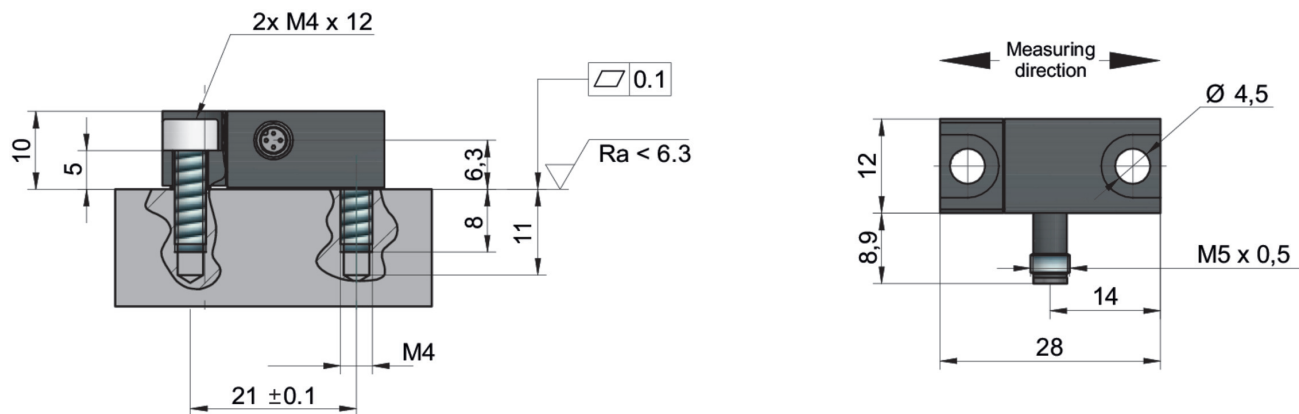 2x M4 x 12
0.1
10
5
6,3
Ra < 6.3
8
11
M4
21 ±0.1
Measuring
direction
Ø 4,5
12
8,9
M5 x 0,5
14
28